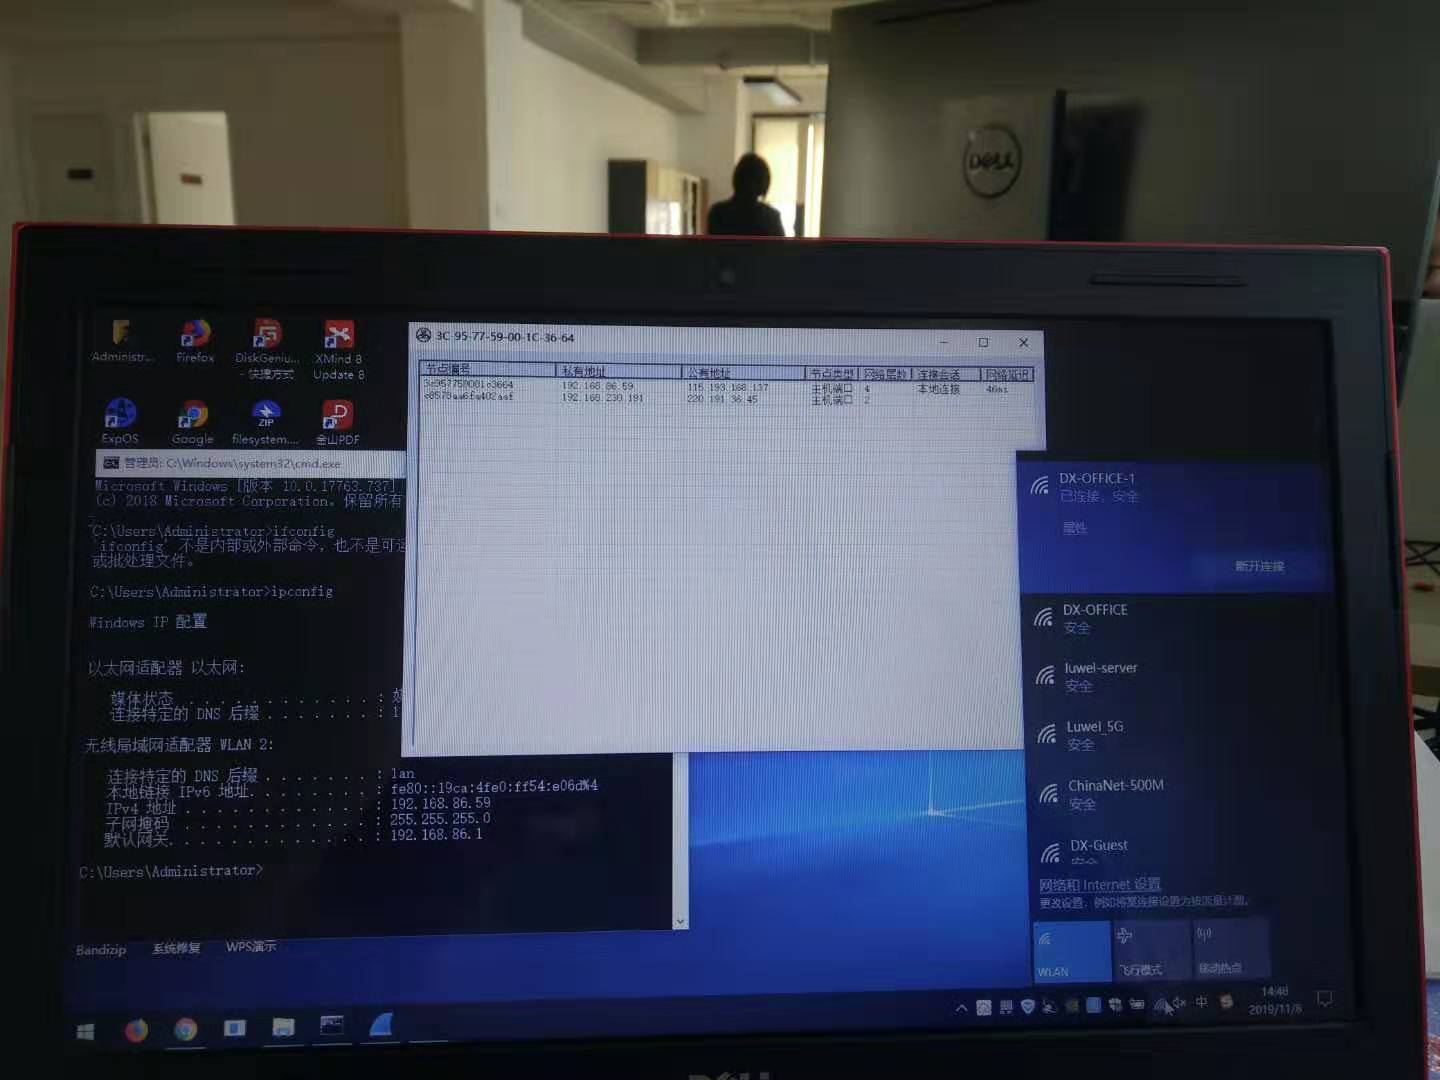 DELL
Administr...
Firefox
DiskGeniu...
- 快捷方式
XMind 8
Update 8
ExpOS
Google
filesystem....
金山PDF
ZIP
3C-95-77-59-00-1C-36-64
节点编号 私有地址 公有地址 节点类型 网络层数 连接会话 网络延迟
3c957759001c3664 192.168.86.59 115.193.168.137 主机端口 4 本地连接 46ms
192.168.230.191 220.191.36.45 主机端口 2
管理员: C:\Windows\system32\cmd.exe
Microsoft Windows [版本 10.0.17763.737]
(c) 2018 Microsoft Corporation。保留所有
C:\Users\Administrator>ifconfig
'ifconfig' 不是内部或外部命令，也不是可运
或批处理文件。
C:\Users\Administrator>ipconfig
Windows IP 配置
以太网适配器 以太网:
媒体状态 . . . . . . . . . . . . :
连接特定的 DNS 后缀 . . . . . . . :
无线局域网适配器 WLAN 2:
连接特定的 DNS 后缀 . . . . . . . : lan
本地链接 IPv6 地址. . . . . . . . : fe80::19ca:4fe0:ff54:e06d%4
IPv4 地址 . . . . . . . . . . . . : 192.168.86.59
子网掩码 . . . . . . . . . . . . : 255.255.255.0
默认网关. . . . . . . . . . . . . : 192.168.86.1
C:\Users\Administrator>
Bandizip
系统修复
WPS演示
DX-OFFICE-1
已连接，安全
属性
断开连接
DX-OFFICE
安全
luwei-server
安全
Luwei_5G
安全
ChinaNet-500M
安全
DX-Guest
安全
网络和 Internet 设置
更改设置，例如将某连接设置为按流量计费。
WLAN
飞行模式
移动热点
中
14:48
2019/11/8
DELL